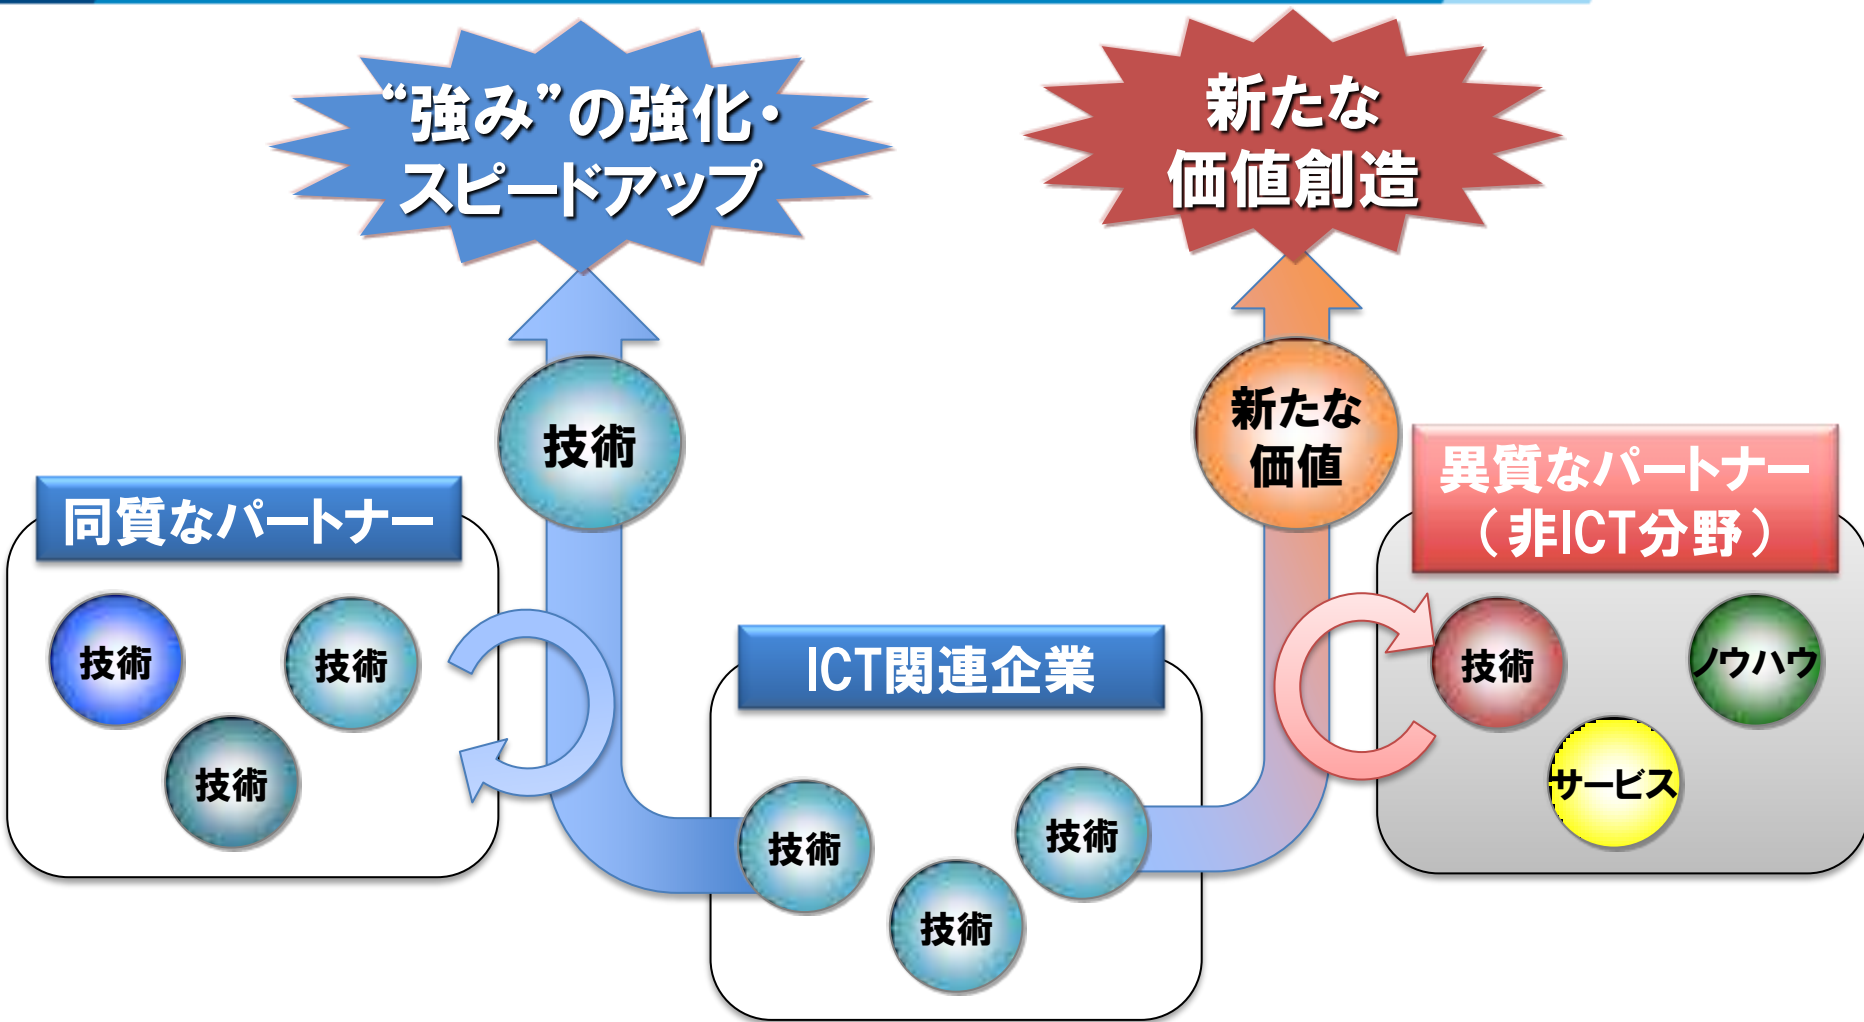 “強み”の強化・
スピードアップ
新たな
価値創造
技術
新たな
価値
同質なパートナー
技術
技術
技術
ICT関連企業
技術
技術
技術
異質なパートナー
（非ICT分野）
技術
ノウハウ
サービス